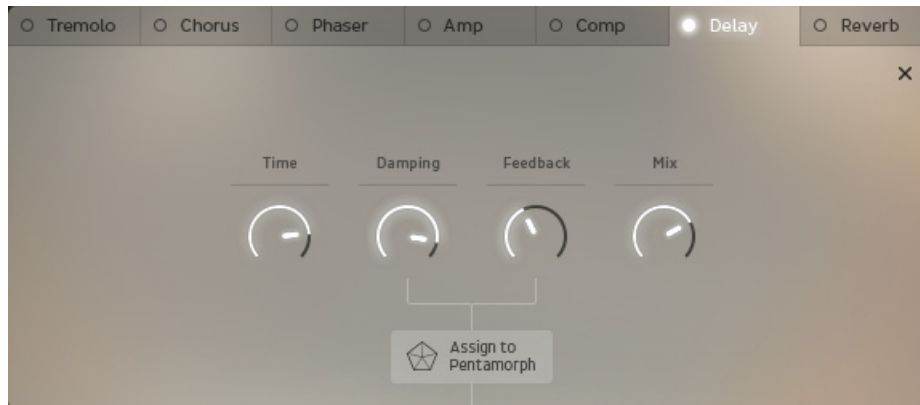 Tremolo Chorus Phaser Amp Comp Delay Reverb
Time Damping Feedback Mix
Assign to
Pentamorph